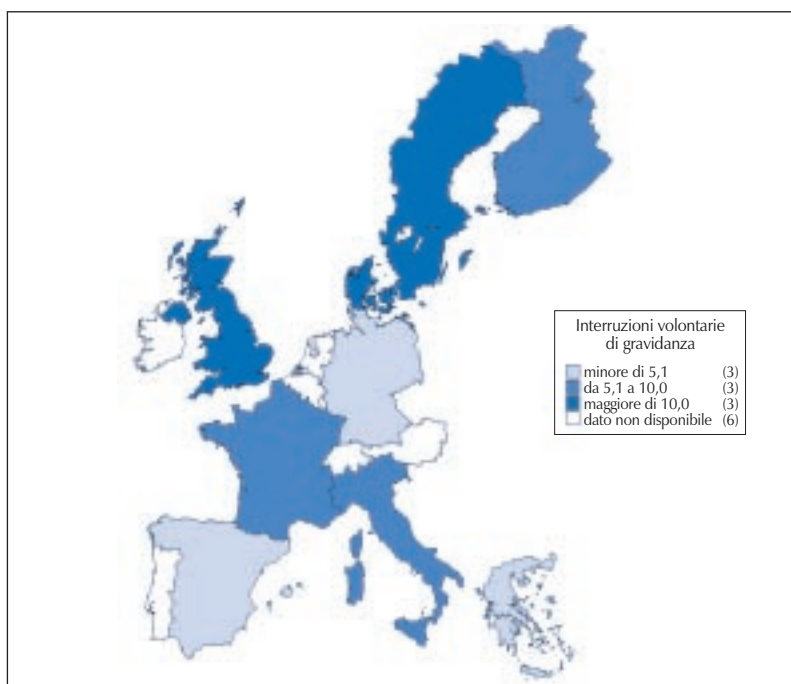 Interruzioni volontarie
di gravidanza
minore di 5,1 (3)
da 5,1 a 10,0 (3)
maggiore di 10,0 (3)
dato non disponibile (6)